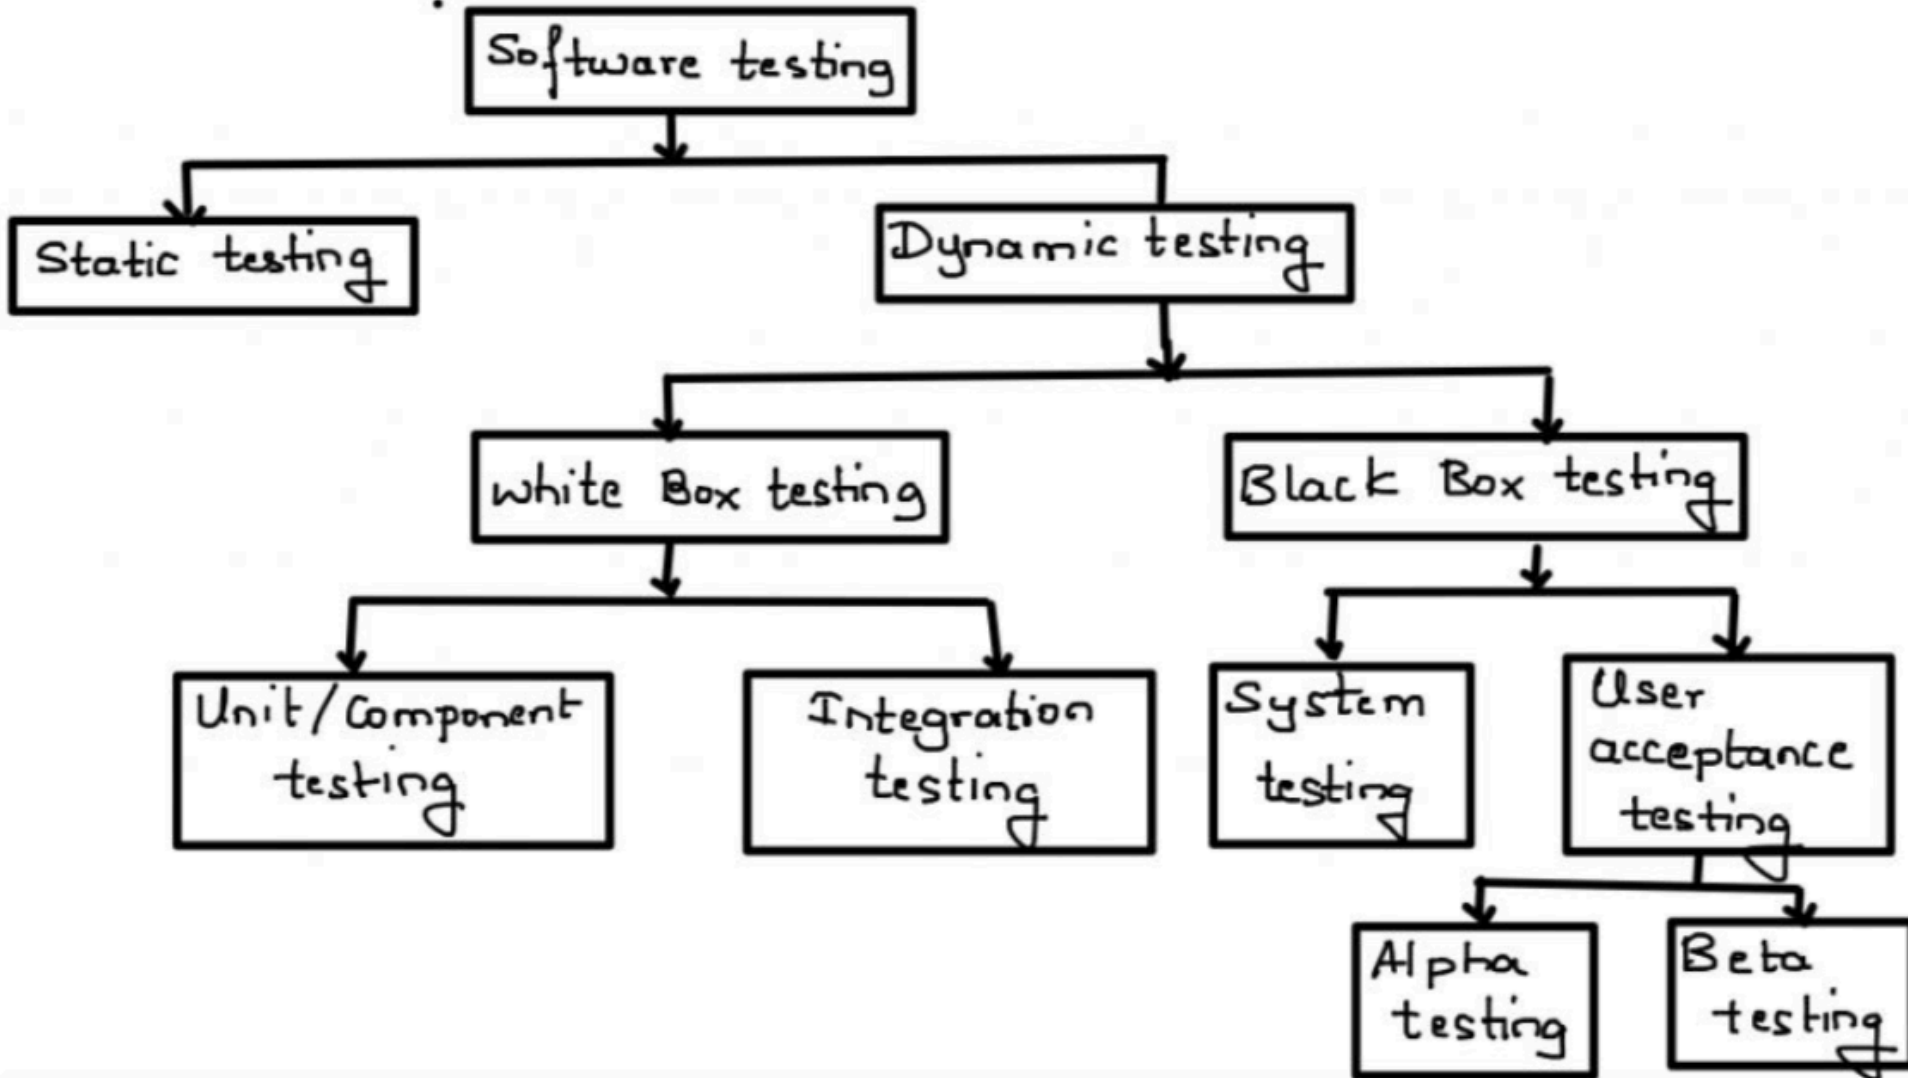 Software testing
Static testing
Dynamic testing
white Box testing
Black Box testing
Unit/Component
testing
Integration
testing
System
testing
User
acceptance
testing
Alpha
testing
Beta
testing